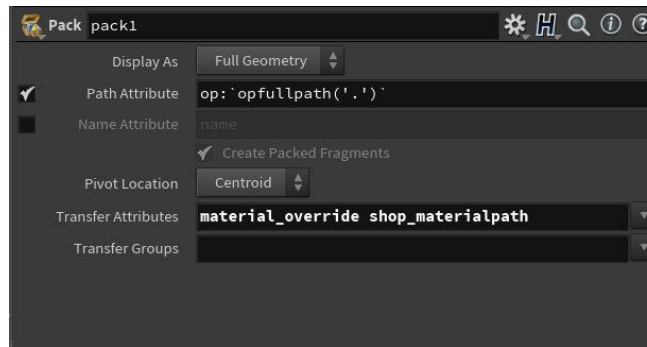 Pack pack1
Display As Full Geometry
Path Attribute op:`opfullpath('.')`
Name Attribute name
Create Packed Fragments
Pivot Location Centroid
Transfer Attributes material_override shop_materialpath
Transfer Groups